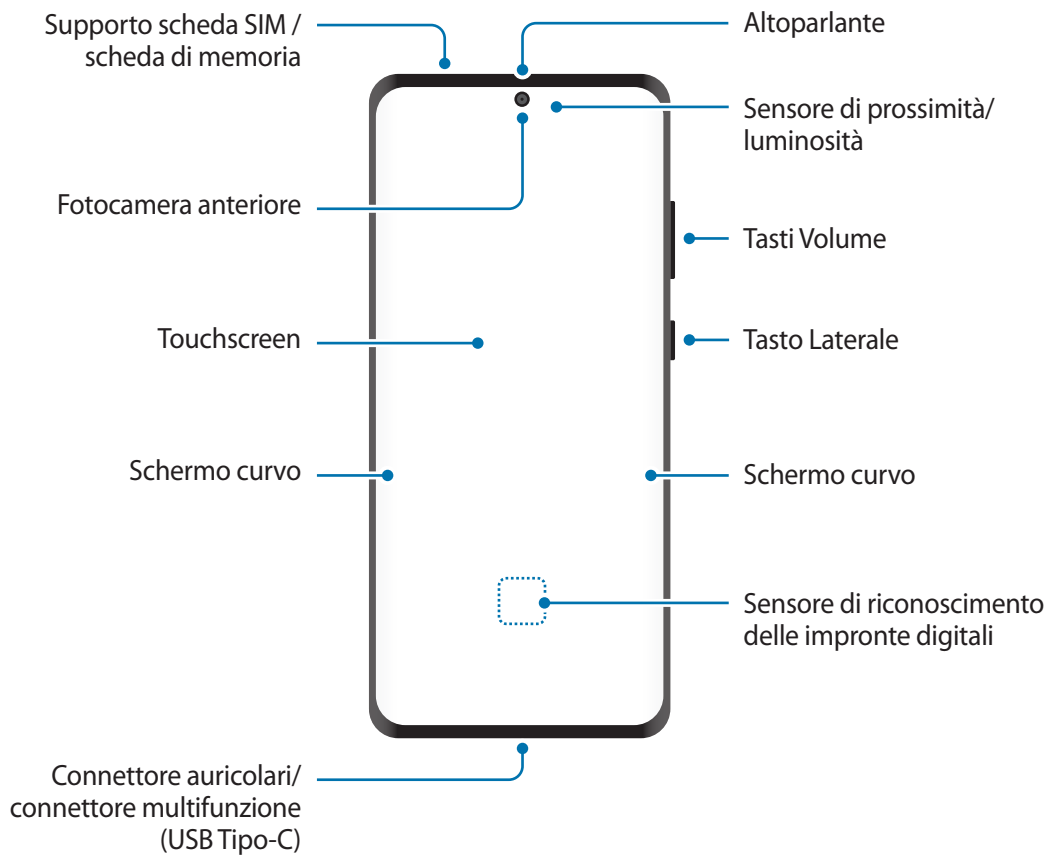 Supporto scheda SIM /
scheda di memoria
Fotocamera anteriore
Touchscreen
Schermo curvo
Connettore auricolari/
connettore multifunzione
(USB Tipo-C)
Altoparlante
Sensore di prossimità/
luminosità
Tasti Volume
Tasto Laterale
Schermo curvo
Sensore di riconoscimento
delle impronte digitali